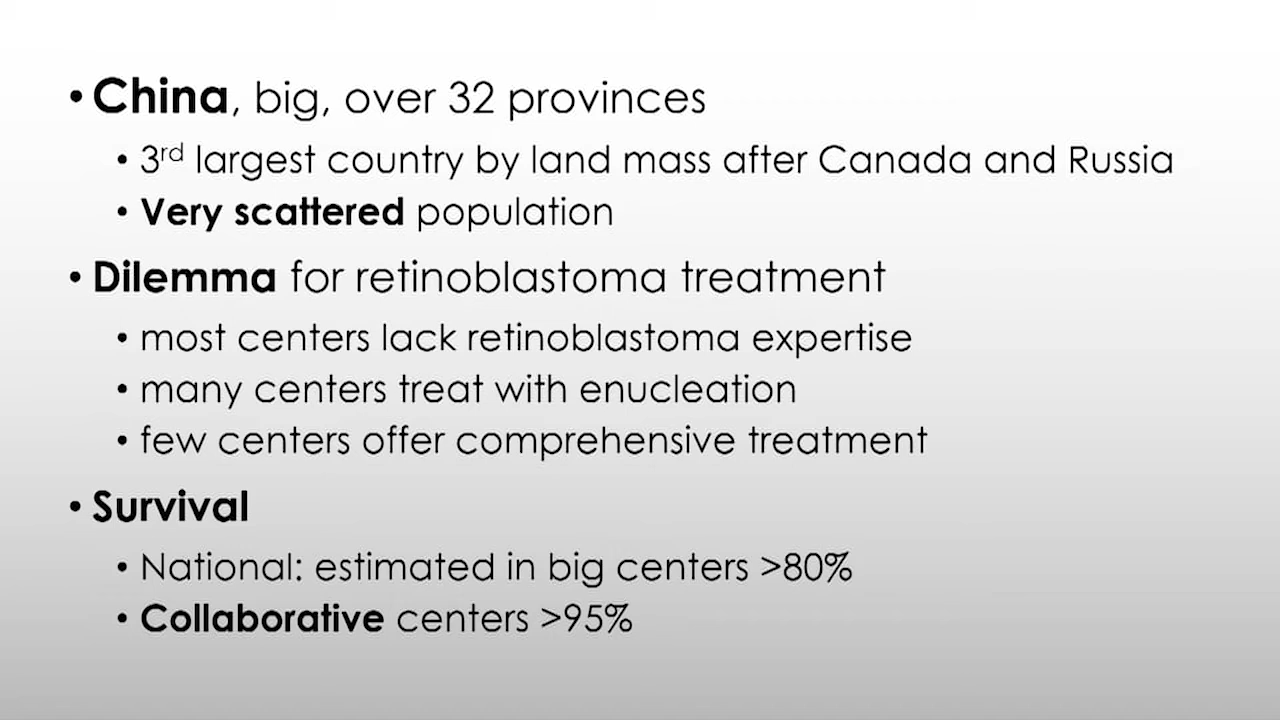 • China, big, over 32 provinces
• 3rd largest country by land mass after Canada and Russia
• Very scattered population
• Dilemma for retinoblastoma treatment
• most centers lack retinoblastoma expertise
• many centers treat with enucleation
• few centers offer comprehensive treatment
• Survival
• National: estimated in big centers >80%
• Collaborative centers >95%